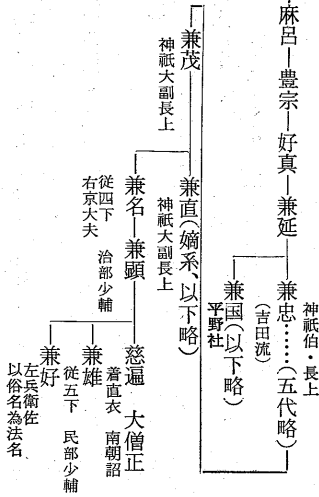 麻呂―豊宗―好真―兼延
兼忠……(五代略)
神祇伯・長上
(吉田流)
兼国(以下略)
平野社
兼茂
神祇大副長上
兼直(嫡系、以下略)
神祇大副長上
兼名―兼顕
従四下 治部少輔
右京大夫
慈遍 大僧正
着直衣 南朝詔
兼雄
従五下 民部少輔
兼好
左兵衛佐
以俗名為法名